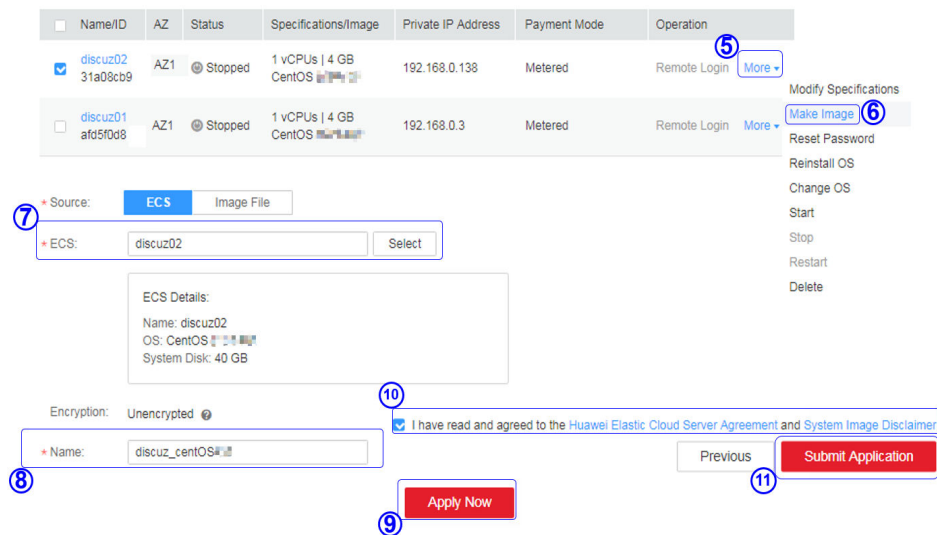 Name/ID AZ Status Specifications/Image Private IP Address Payment Mode Operation
⑤
discuz02 AZ1 Stopped 1 vCPUs | 4 GB 192.168.0.138 Metered Remote Login More
31a08cb9 CentOS
Modify Specifications
Make Image ⑥
Reset Password
Reinstall OS
Change OS
Start
Stop
Restart
Delete
discuz01 AZ1 Stopped 1 vCPUs | 4 GB 192.168.0.3 Metered Remote Login More
afd5f0d8 CentOS
* Source: ECS Image File
⑦
* ECS: discuz02 Select
ECS Details:
Name: discuz02
OS: CentOS
System Disk: 40 GB
Encryption: Unencrypted
⑩
I have read and agreed to the Huawei Elastic Cloud Server Agreement and System Image Disclaimer
* Name: discuz_centOS
⑧
Previous Submit Application
⑪
Apply Now
⑨